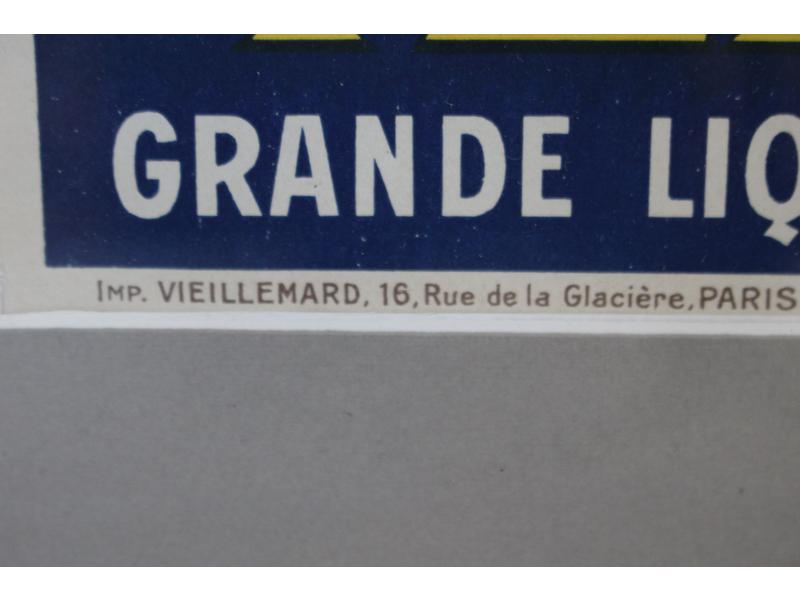 GRANDE LIQ
IMP. VIEILLEMARD, 16, Rue de la Glacière, PARIS